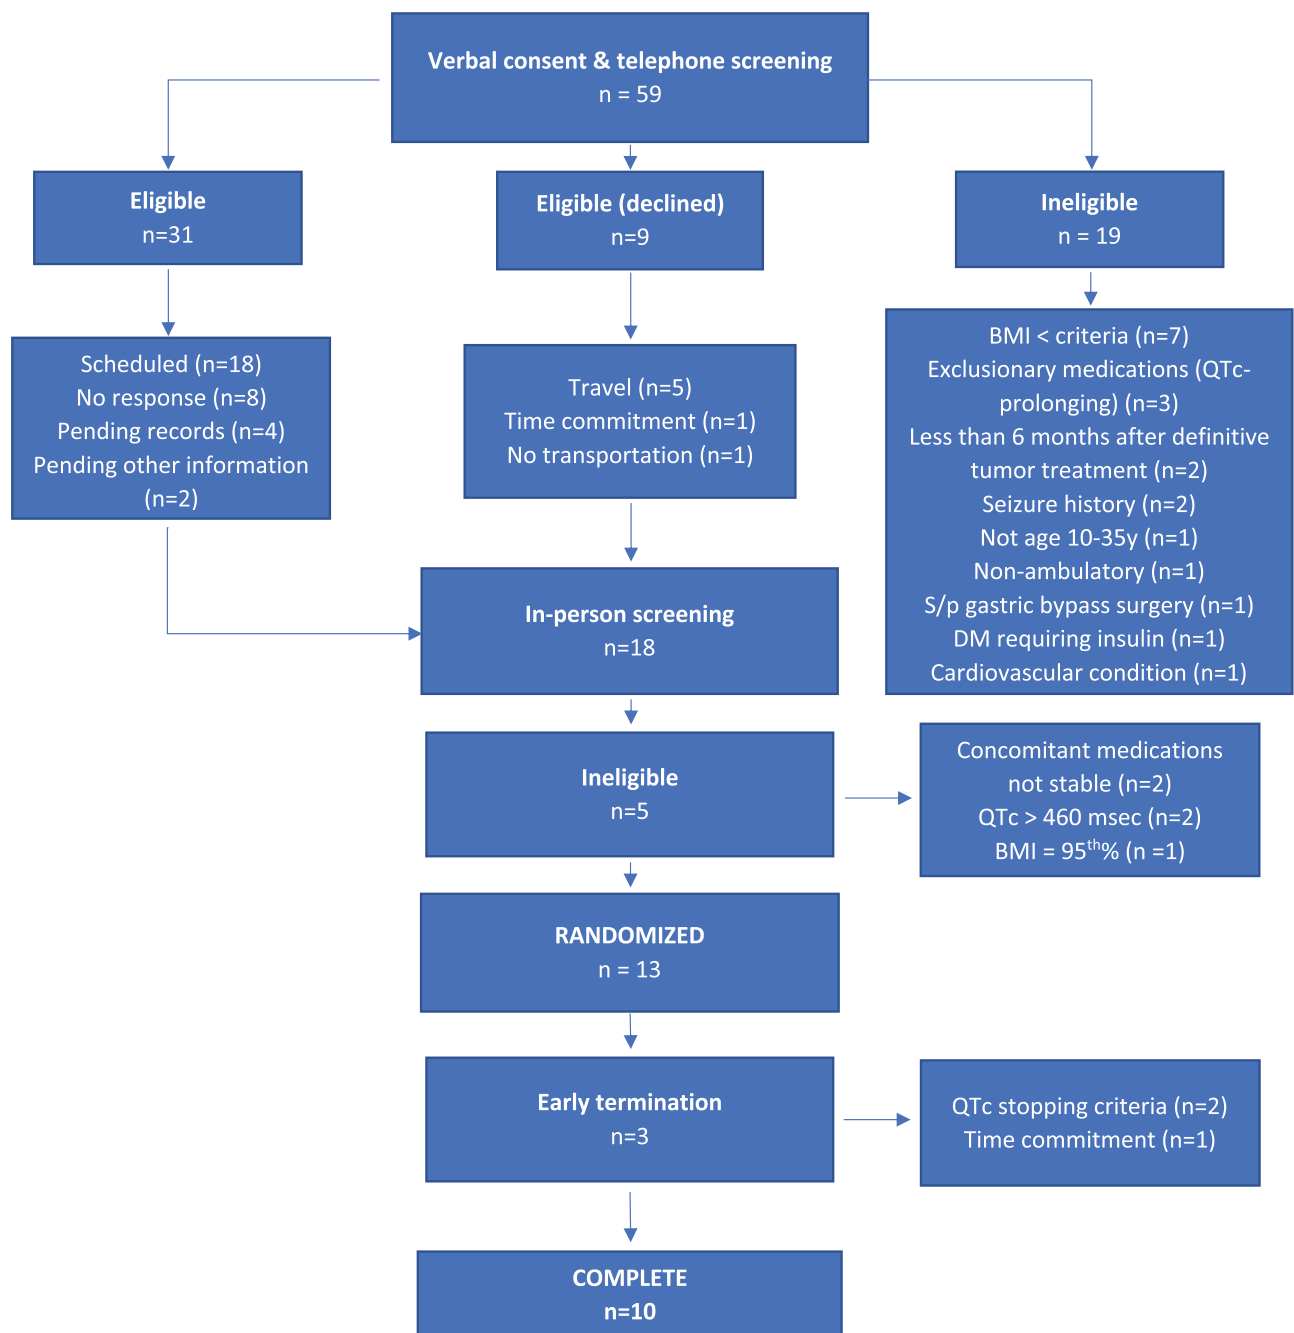 Verbal consent & telephone screening
n = 59
Eligible
n=31
Eligible (declined)
n=9
Ineligible
n = 19
Scheduled (n=18)
No response (n=8)
Pending records (n=4)
Pending other information
(n=2)
Travel (n=5)
Time commitment (n=1)
No transportation (n=1)
BMI < criteria (n=7)
Exclusionary medications (QTc-
prolonging) (n=3)
Less than 6 months after definitive
tumor treatment (n=2)
Seizure history (n=2)
Not age 10-35y (n=1)
Non-ambulatory (n=1)
S/p gastric bypass surgery (n=1)
DM requiring insulin (n=1)
Cardiovascular condition (n=1)
In-person screening
n=18
Ineligible
n=5
Concomitant medications
not stable (n=2)
QTc > 460 msec (n=2)
BMI = 95th% (n =1)
RANDOMIZED
n = 13
Early termination
n=3
QTc stopping criteria (n=2)
Time commitment (n=1)
COMPLETE
n=10